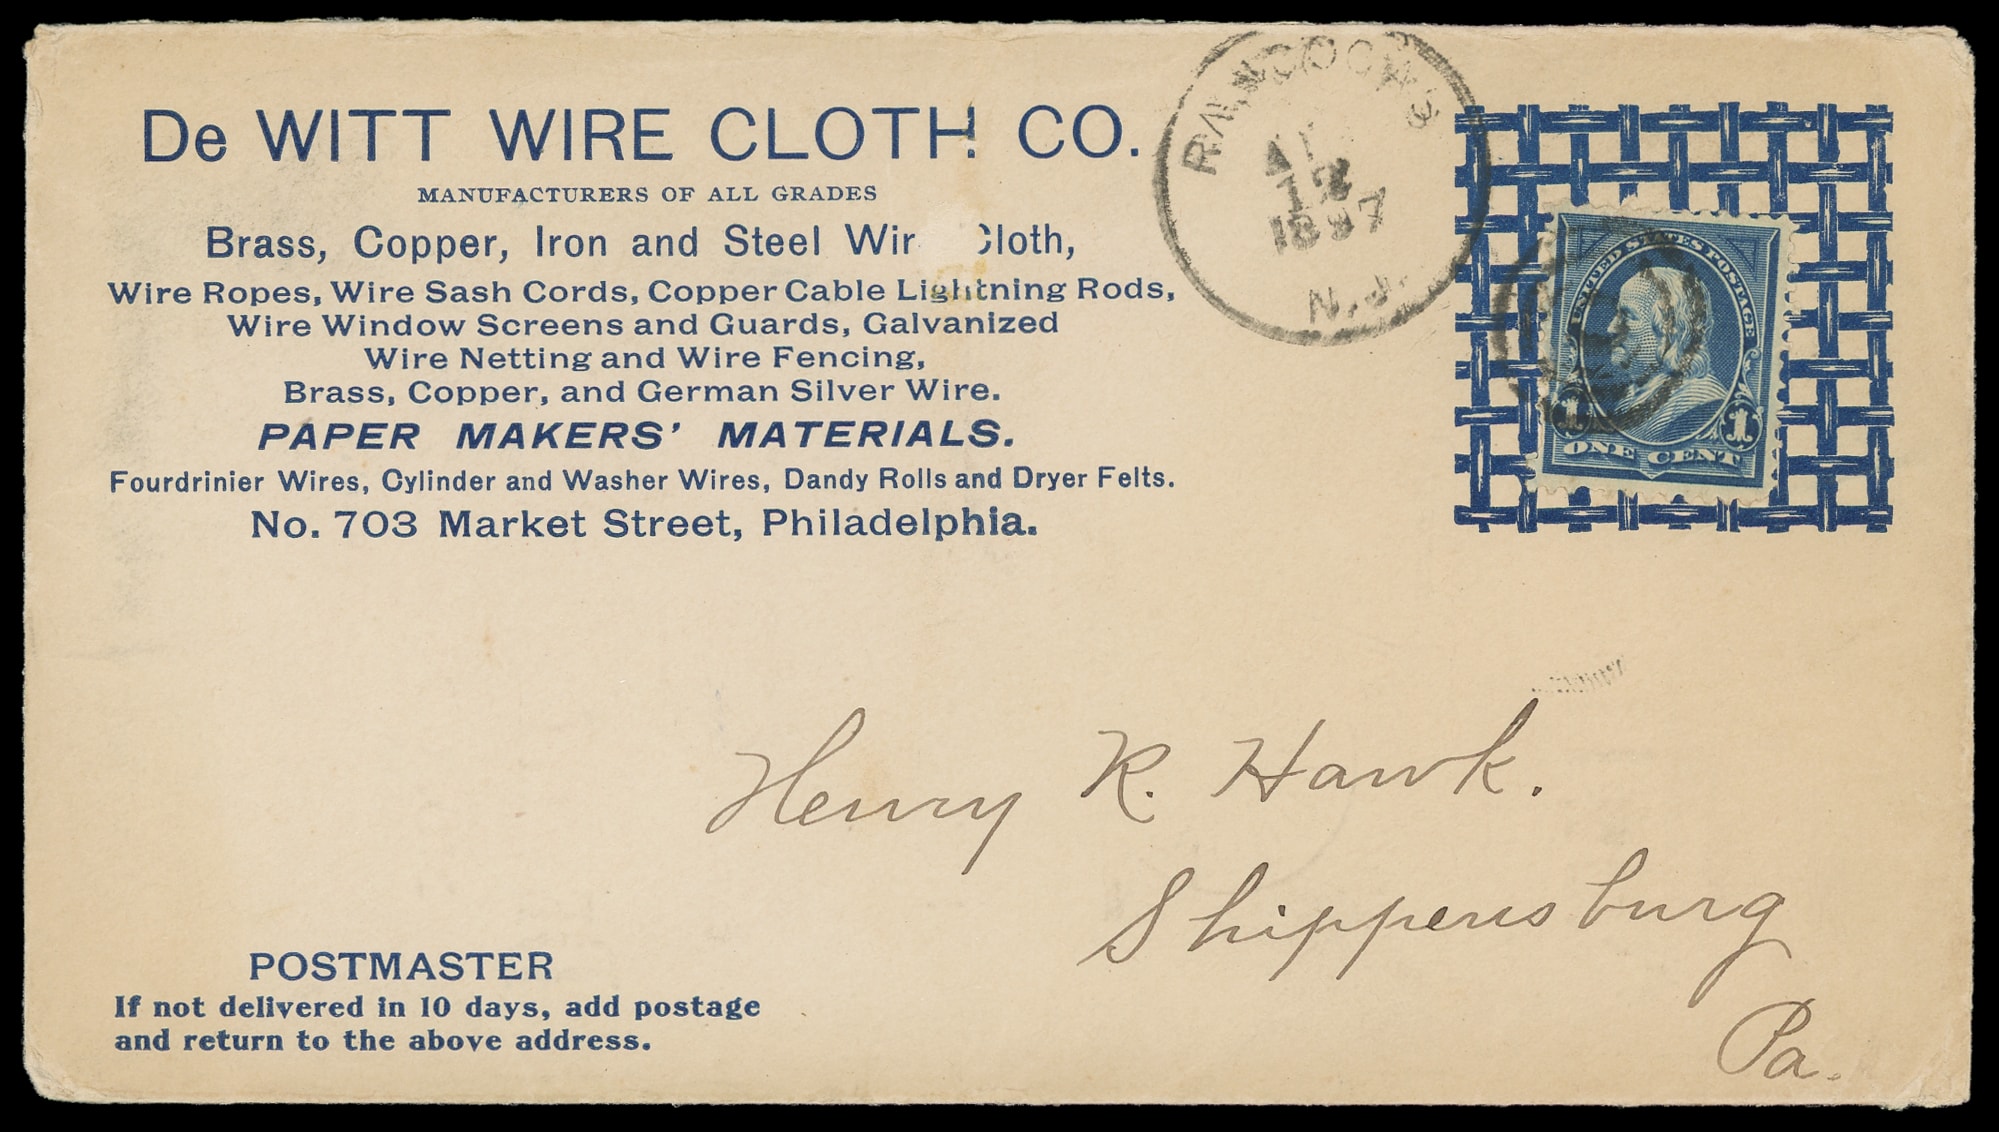 De WITT WIRE CLOTH CO.
MANUFACTURERS OF ALL GRADES
Brass, Copper, Iron and Steel Wir Cloth,
Wire Ropes, Wire Sash Cords, Copper Cable Lightning Rods,
Wire Window Screens and Guards, Galvanized
Wire Netting and Wire Fencing,
Brass, Copper, and German Silver Wire.
PAPER MAKERS' MATERIALS.
Fourdrinier Wires, Cylinder and Washer Wires, Dandy Rolls and Dryer Felts.
No. 703 Market Street, Philadelphia.
12
1897
N.J.
UNITED STATES POSTAGE
1 1
ONE CENT
Henry R. Hawk.
Shippensburg
Pa.
POSTMASTER
If not delivered in 10 days, add postage
and return to the above address.